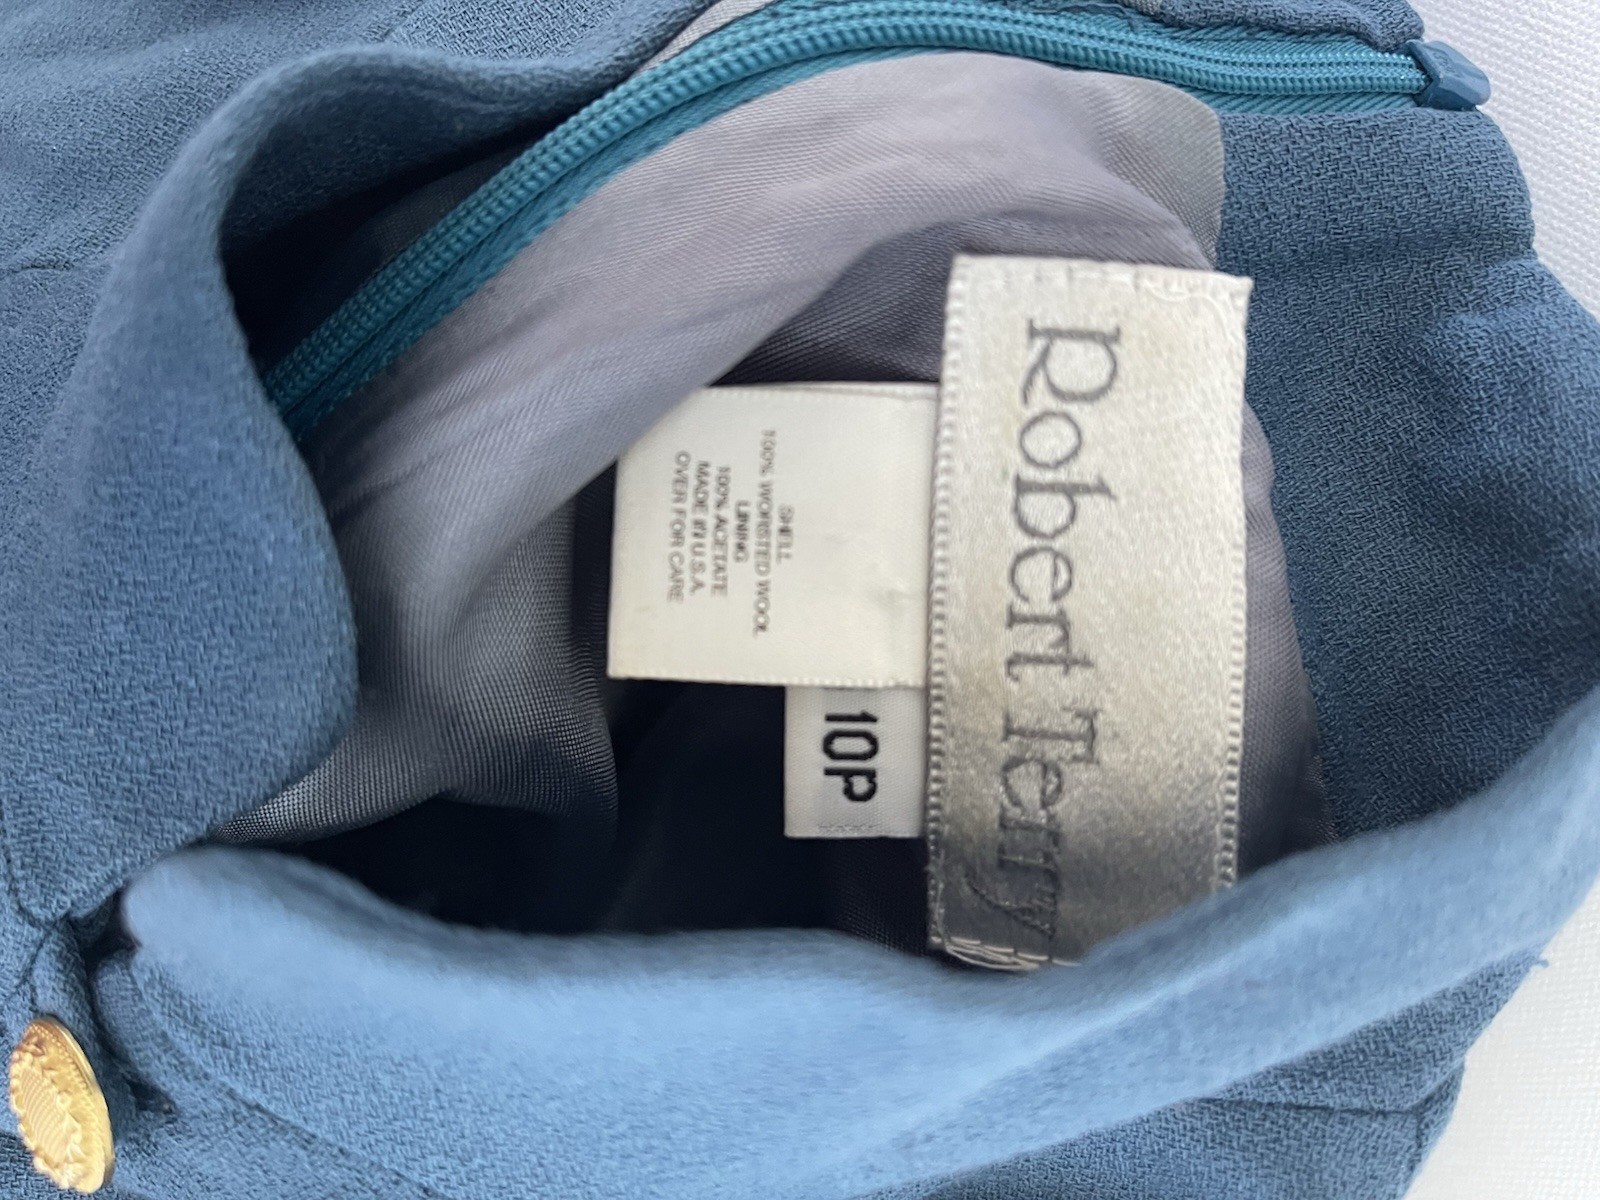 Robert Terry
SHELL
100% WORSTED WOOL
LINING
100% ACETATE
MADE IN U.S.A.
OVER FOR CARE
10P